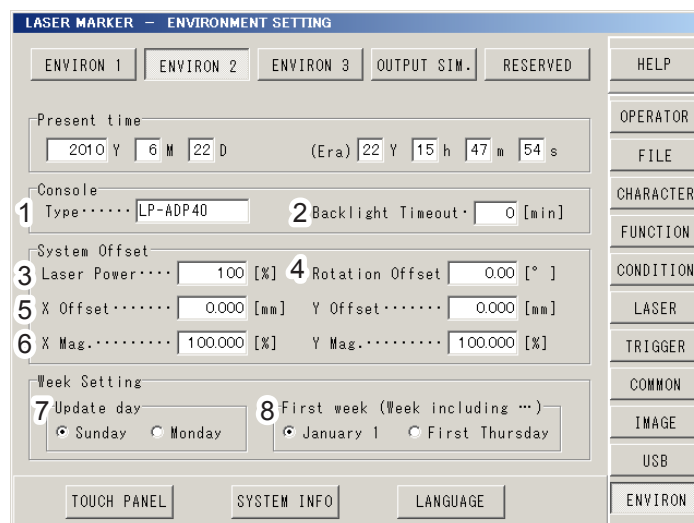 LASER MARKER – ENVIRONMENT SETTING
ENVIRON 1 ENVIRON 2 ENVIRON 3 OUTPUT SIM. RESERVED HELP
Present time OPERATOR
2010 Y 6 M 22 D (Era) 22 Y 15 h 47 m 54 s FILE
Console CHARACTER
1 Type······ LP-ADP40 2 Backlight Timeout· 0 [min]
FUNCTION
System Offset
3 Laser Power···· 100 [%] 4 Rotation Offset 0.00 [° ] CONDITION
5 X Offset······· 0.000 [mm] Y Offset······· 0.000 [mm] LASER
6 X Mag.········· 100.000 [%] Y Mag.········· 100.000 [%] TRIGGER
Week Setting COMMON
7 Update day 8 First week (Week including …)
Sunday Monday January 1 First Thursday IMAGE
USB
TOUCH PANEL SYSTEM INFO LANGUAGE ENVIRON